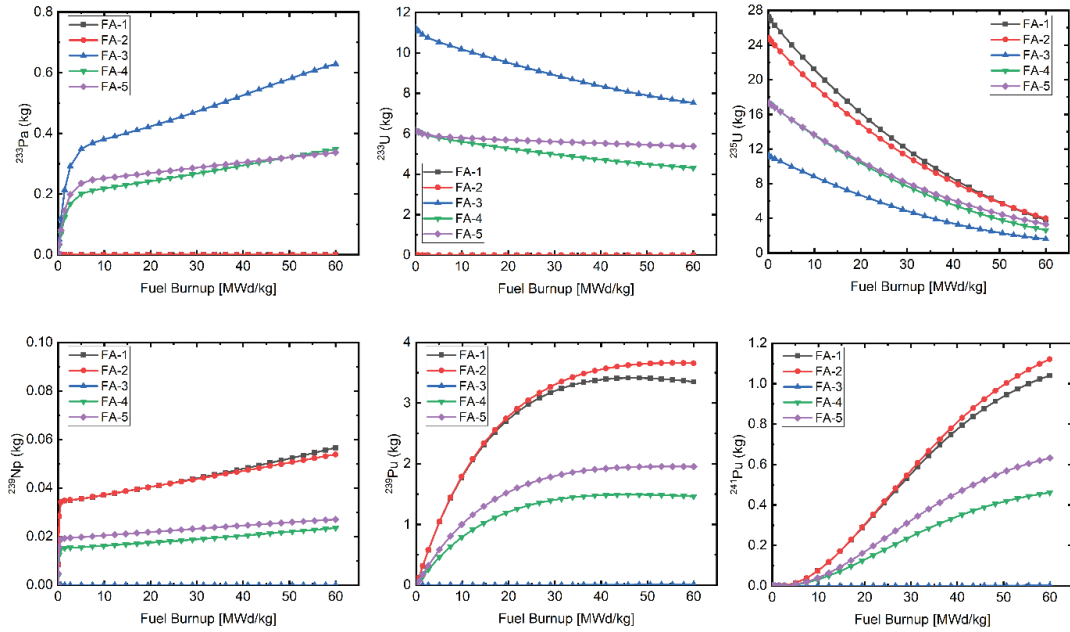 FA-1
FA-2
FA-3
FA-4
FA-5
0.8
0.6
0.4
0.2
0.0
²³³Pa (kg)
0 10 20 30 40 50 60
Fuel Burnup [MWd/kg]
12
10
8
6
4
2
0
²³³U (kg)
FA-1
FA-2
FA-3
FA-4
FA-5
0 10 20 30 40 50 60
Fuel Burnup [MWd/kg]
28
24
20
16
12
8
4
0
²³⁵U (kg)
FA-1
FA-2
FA-3
FA-4
FA-5
0 10 20 30 40 50 60
Fuel Burnup [MWd/kg]
0.10
0.08
0.06
0.04
0.02
0.00
²³⁹Np (kg)
FA-1
FA-2
FA-3
FA-4
FA-5
0 10 20 30 40 50 60
Fuel Burnup [MWd/kg]
5
4
3
2
1
0
²³⁹Pu (kg)
FA-1
FA-2
FA-3
FA-4
FA-5
0 10 20 30 40 50 60
Fuel Burnup [MWd/kg]
1.2
1.0
0.8
0.6
0.4
0.2
0.0
²⁴¹Pu (kg)
FA-1
FA-2
FA-3
FA-4
FA-5
0 10 20 30 40 50 60
Fuel Burnup [MWd/kg]